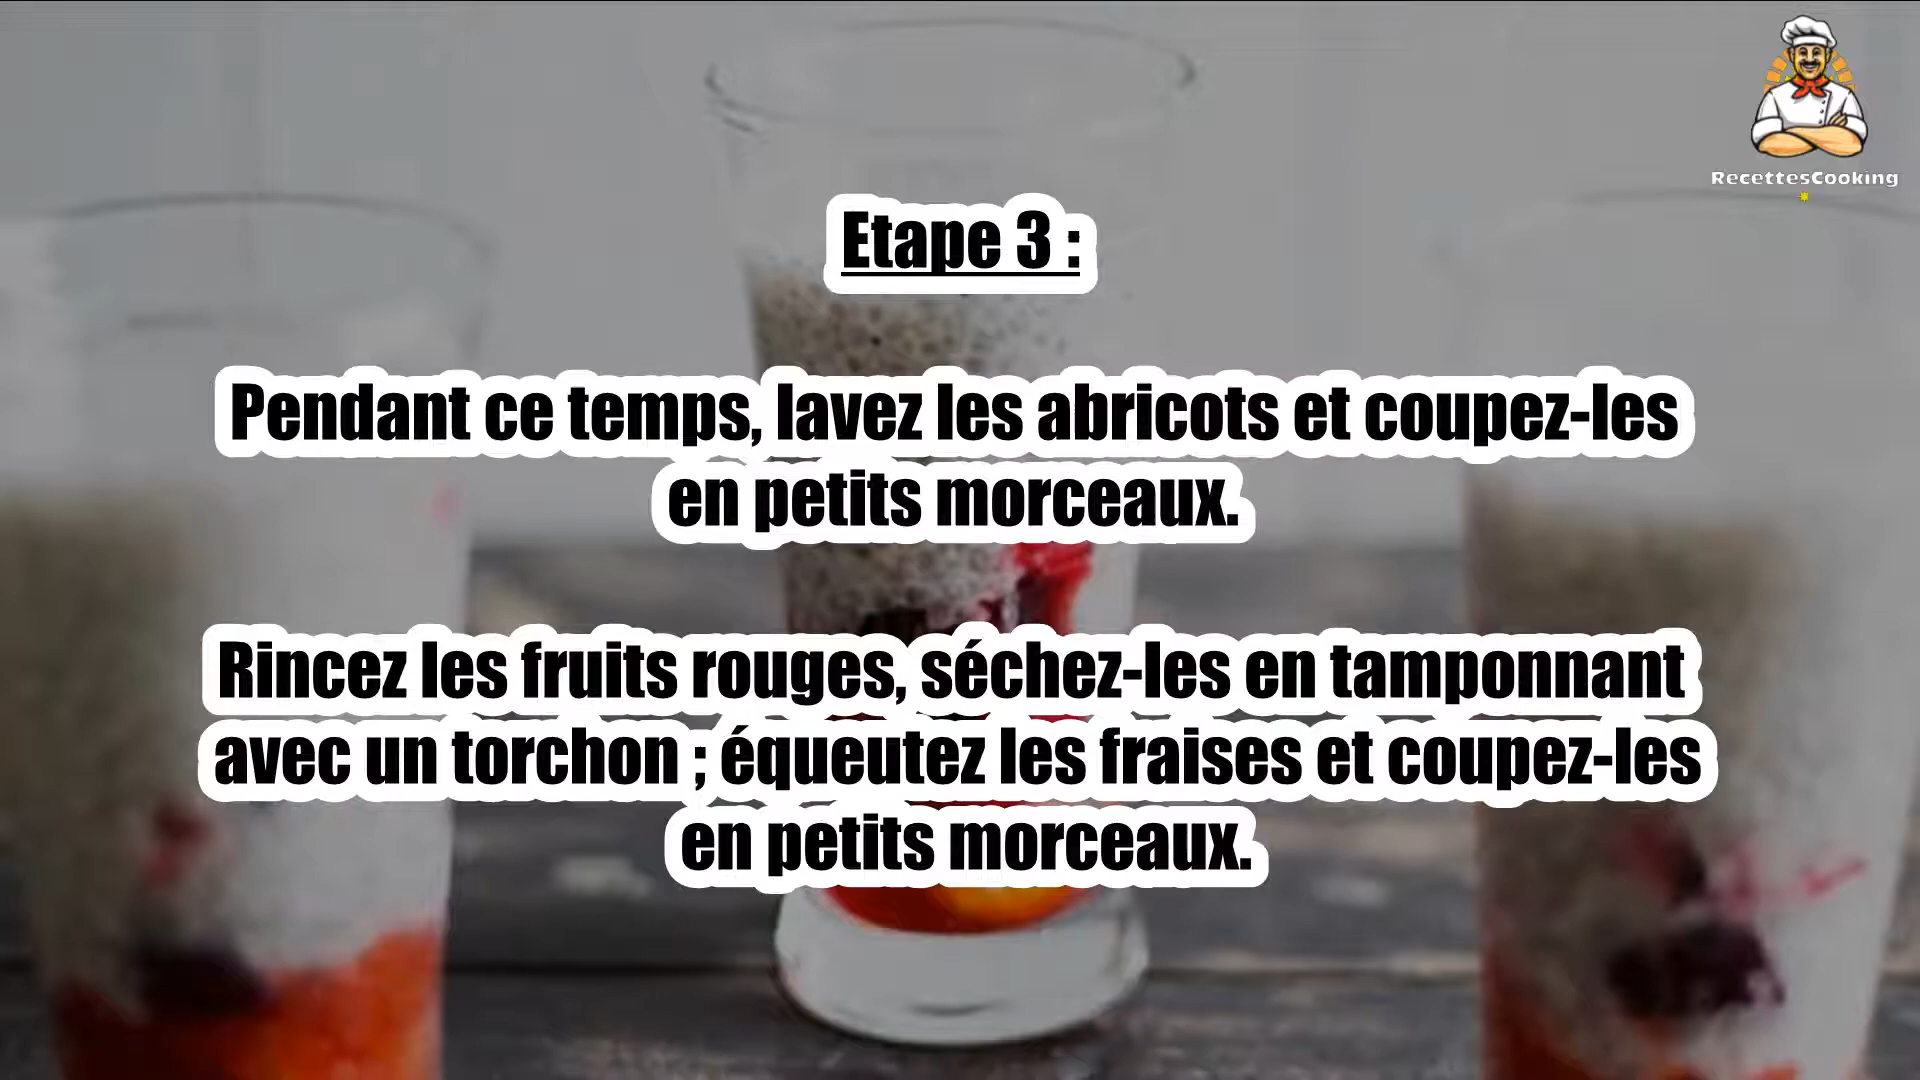 RecettesCooking
Etape 3 :
Pendant ce temps, lavez les abricots et coupez-les
en petits morceaux.
Rincez les fruits rouges, séchez-les en tamponnant
avec un torchon ; équeutez les fraises et coupez-les
en petits morceaux.